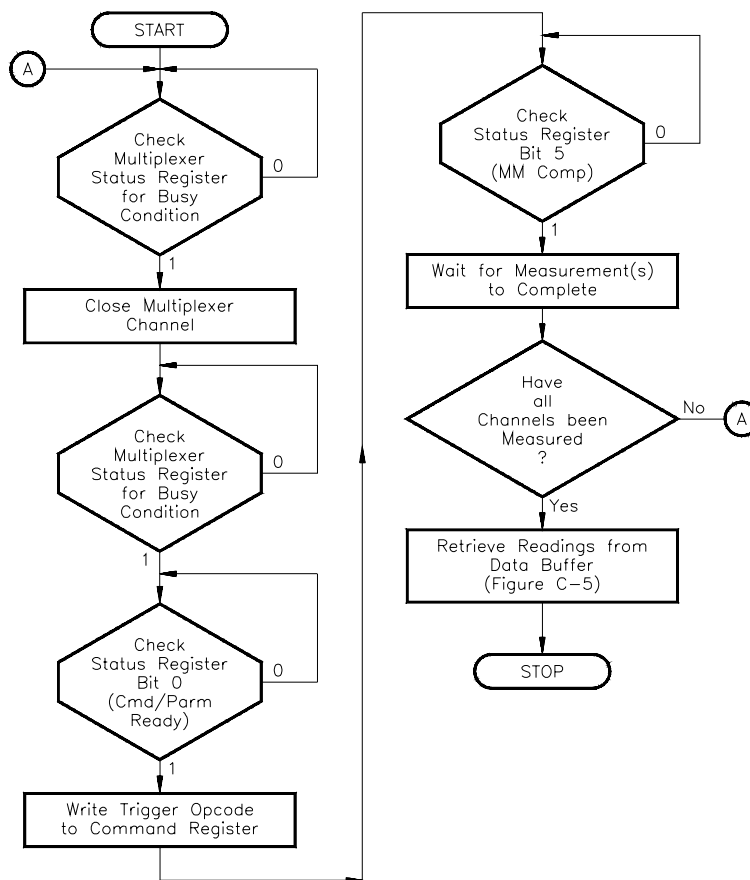 START
A
Check
Multiplexer
Status Register
for Busy
Condition
0
1
Close Multiplexer
Channel
Check
Multiplexer
Status Register
for Busy
Condition
0
1
Check
Status Register
Bit 0
(Cmd/Parm
Ready)
0
1
Write Trigger Opcode
to Command Register
Check
Status Register
Bit 5
(MM Comp)
0
1
Wait for Measurement(s)
to Complete
Have
all
Channels been
Measured
?
No
A
Yes
Retrieve Readings from
Data Buffer
(Figure C-5)
STOP